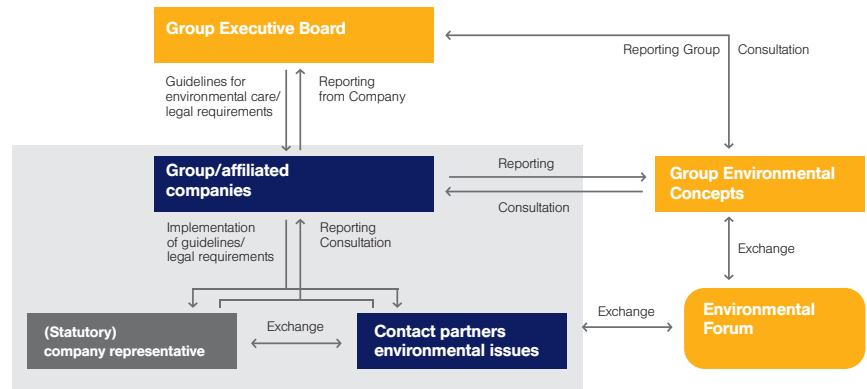 Group Executive Board
Reporting Group
Consultation
Guidelines for
environmental care/
legal requirements
Reporting
from Company
Group/affiliated
companies
Reporting
Consultation
Group Environmental
Concepts
Implementation
of guidelines/
legal requirements
Reporting
Consultation
Exchange
(Statutory)
company representative
Exchange
Contact partners
environmental issues
Exchange
Environmental
Forum